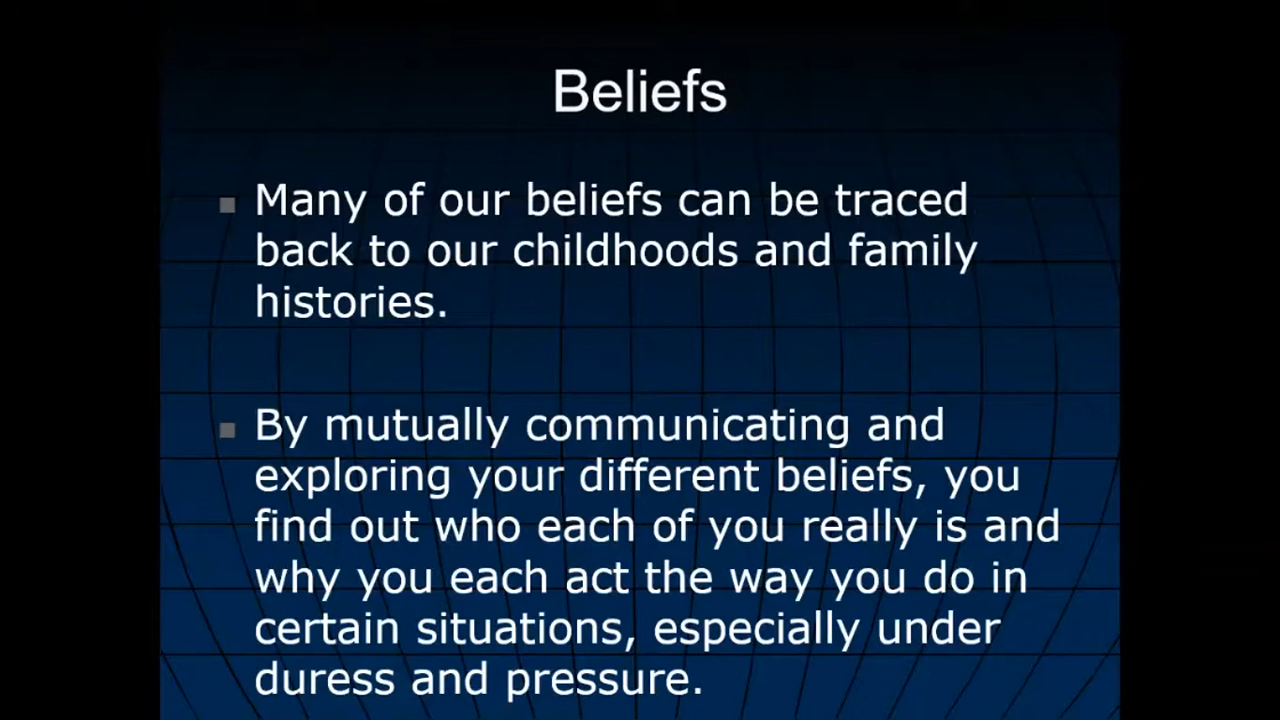 Beliefs
Many of our beliefs can be traced
back to our childhoods and family
histories.
By mutually communicating and
exploring your different beliefs, you
find out who each of you really is and
why you each act the way you do in
certain situations, especially under
duress and pressure.